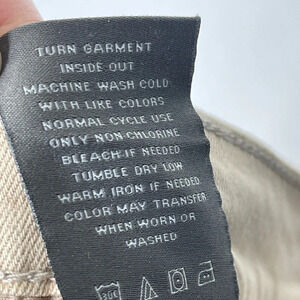 TURN GARMENT
INSIDE OUT
MACHINE WASH COLD
WITH LIKE COLORS
NORMAL CYCLE USE
ONLY NON-CHLORINE
BLEACH IF NEEDED
TUMBLE DRY LOW
WARM IRON IF NEEDED
COLOR MAY TRANSFER
WHEN WORN OR
WASHED